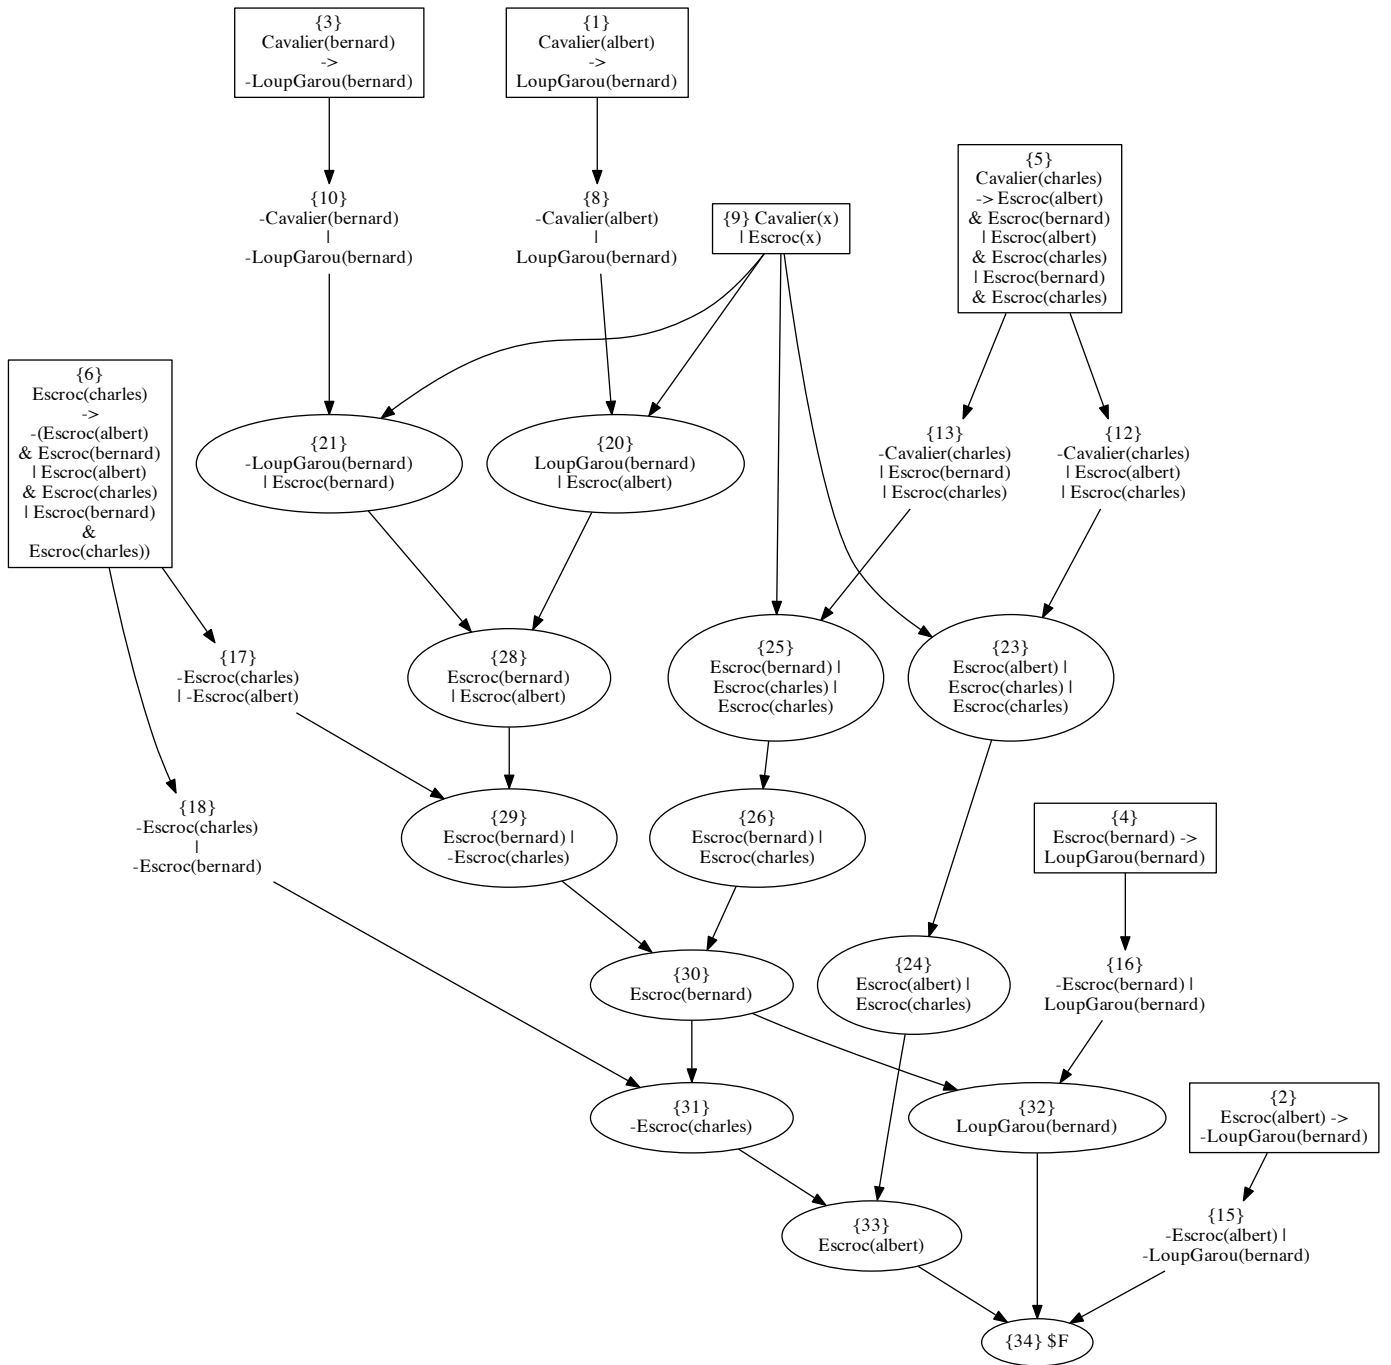 {3}
Cavalier(bernard)
->
-LoupGarou(bernard)
{1}
Cavalier(albert)
->
LoupGarou(bernard)
{5}
Cavalier(charles)
-> Escroc(albert)
& Escroc(bernard)
| Escroc(albert)
& Escroc(charles)
| Escroc(bernard)
& Escroc(charles)
{10}
-Cavalier(bernard)
|
-LoupGarou(bernard)
{8}
-Cavalier(albert)
|
LoupGarou(bernard)
{9} Cavalier(x)
| Escroc(x)
{6}
Escroc(charles)
->
-(Escroc(albert)
& Escroc(bernard)
| Escroc(albert)
& Escroc(charles)
| Escroc(bernard)
&
Escroc(charles))
{21}
-LoupGarou(bernard)
| Escroc(bernard)
{20}
LoupGarou(bernard)
| Escroc(albert)
{13}
-Cavalier(charles)
| Escroc(bernard)
| Escroc(charles)
{12}
-Cavalier(charles)
| Escroc(albert)
| Escroc(charles)
{17}
-Escroc(charles)
| -Escroc(albert)
{28}
Escroc(bernard)
| Escroc(albert)
{25}
Escroc(bernard) |
Escroc(charles) |
Escroc(charles)
{23}
Escroc(albert) |
Escroc(charles) |
Escroc(charles)
{18}
-Escroc(charles)
|
-Escroc(bernard)
{29}
Escroc(bernard) |
-Escroc(charles)
{26}
Escroc(bernard) |
Escroc(charles)
{4}
Escroc(bernard) ->
LoupGarou(bernard)
{30}
Escroc(bernard)
{24}
Escroc(albert) |
Escroc(charles)
{16}
-Escroc(bernard) |
LoupGarou(bernard)
{31}
-Escroc(charles)
{32}
LoupGarou(bernard)
{2}
Escroc(albert) ->
-LoupGarou(bernard)
{33}
Escroc(albert)
{15}
-Escroc(albert) |
-LoupGarou(bernard)
{34} $F